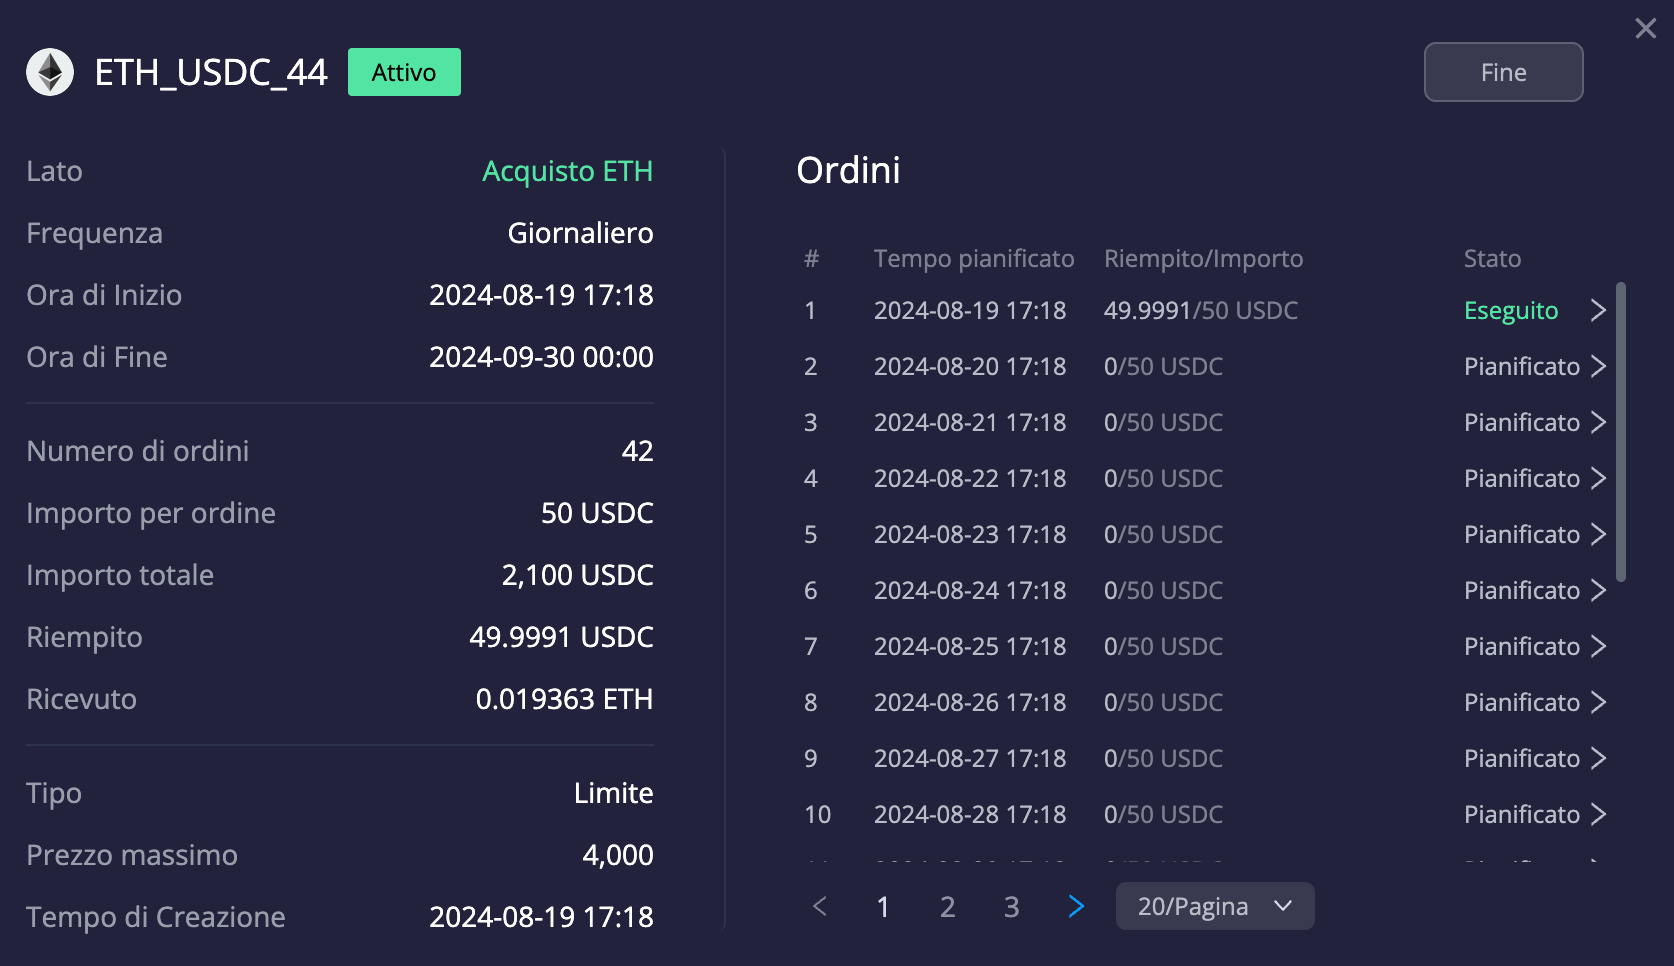 ETH_USDC_44 Attivo
Fine
Lato Acquisto ETH
Frequenza Giornaliero
Ora di Inizio 2024-08-19 17:18
Ora di Fine 2024-09-30 00:00
Numero di ordini 42
Importo per ordine 50 USDC
Importo totale 2,100 USDC
Riempito 49.9991 USDC
Ricevuto 0.019363 ETH
Tipo Limite
Prezzo massimo 4,000
Tempo di Creazione 2024-08-19 17:18
Ordini
# Tempo pianificato Riempito/Importo Stato
1 2024-08-19 17:18 49.9991/50 USDC Eseguito
2 2024-08-20 17:18 0/50 USDC Pianificato
3 2024-08-21 17:18 0/50 USDC Pianificato
4 2024-08-22 17:18 0/50 USDC Pianificato
5 2024-08-23 17:18 0/50 USDC Pianificato
6 2024-08-24 17:18 0/50 USDC Pianificato
7 2024-08-25 17:18 0/50 USDC Pianificato
8 2024-08-26 17:18 0/50 USDC Pianificato
9 2024-08-27 17:18 0/50 USDC Pianificato
10 2024-08-28 17:18 0/50 USDC Pianificato
1 2 3 20/Pagina